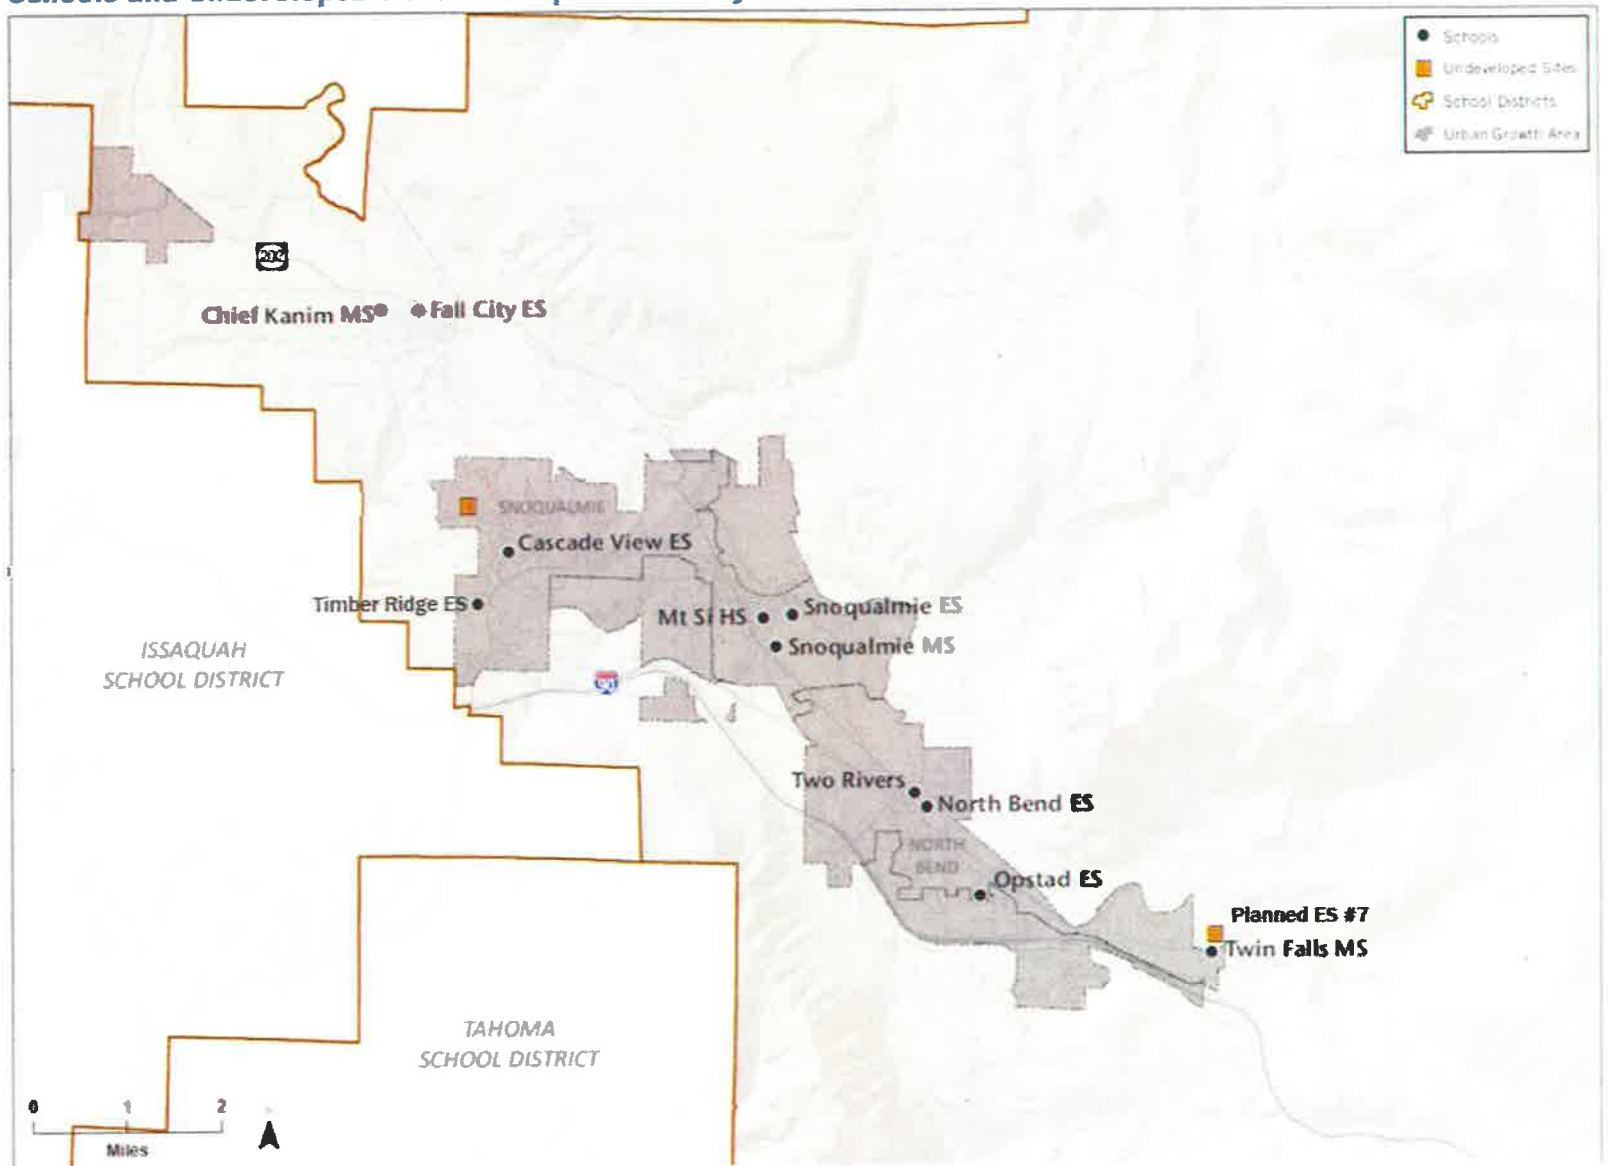 Schools
Undeveloped Sites
School Districts
Urban Growth Area
Chief Kanim MS
Fall City ES
SNOQUALMIE
Cascade View ES
Timber Ridge ES
Mt Si HS
Snoqualmie ES
Snoqualmie MS
ISSAQUAH
SCHOOL DISTRICT
90
Two Rivers
North Bend ES
NORTH
BEND
Opstad ES
Planned ES #7
Twin Falls MS
TAHOMA
SCHOOL DISTRICT
0 1 2
Miles